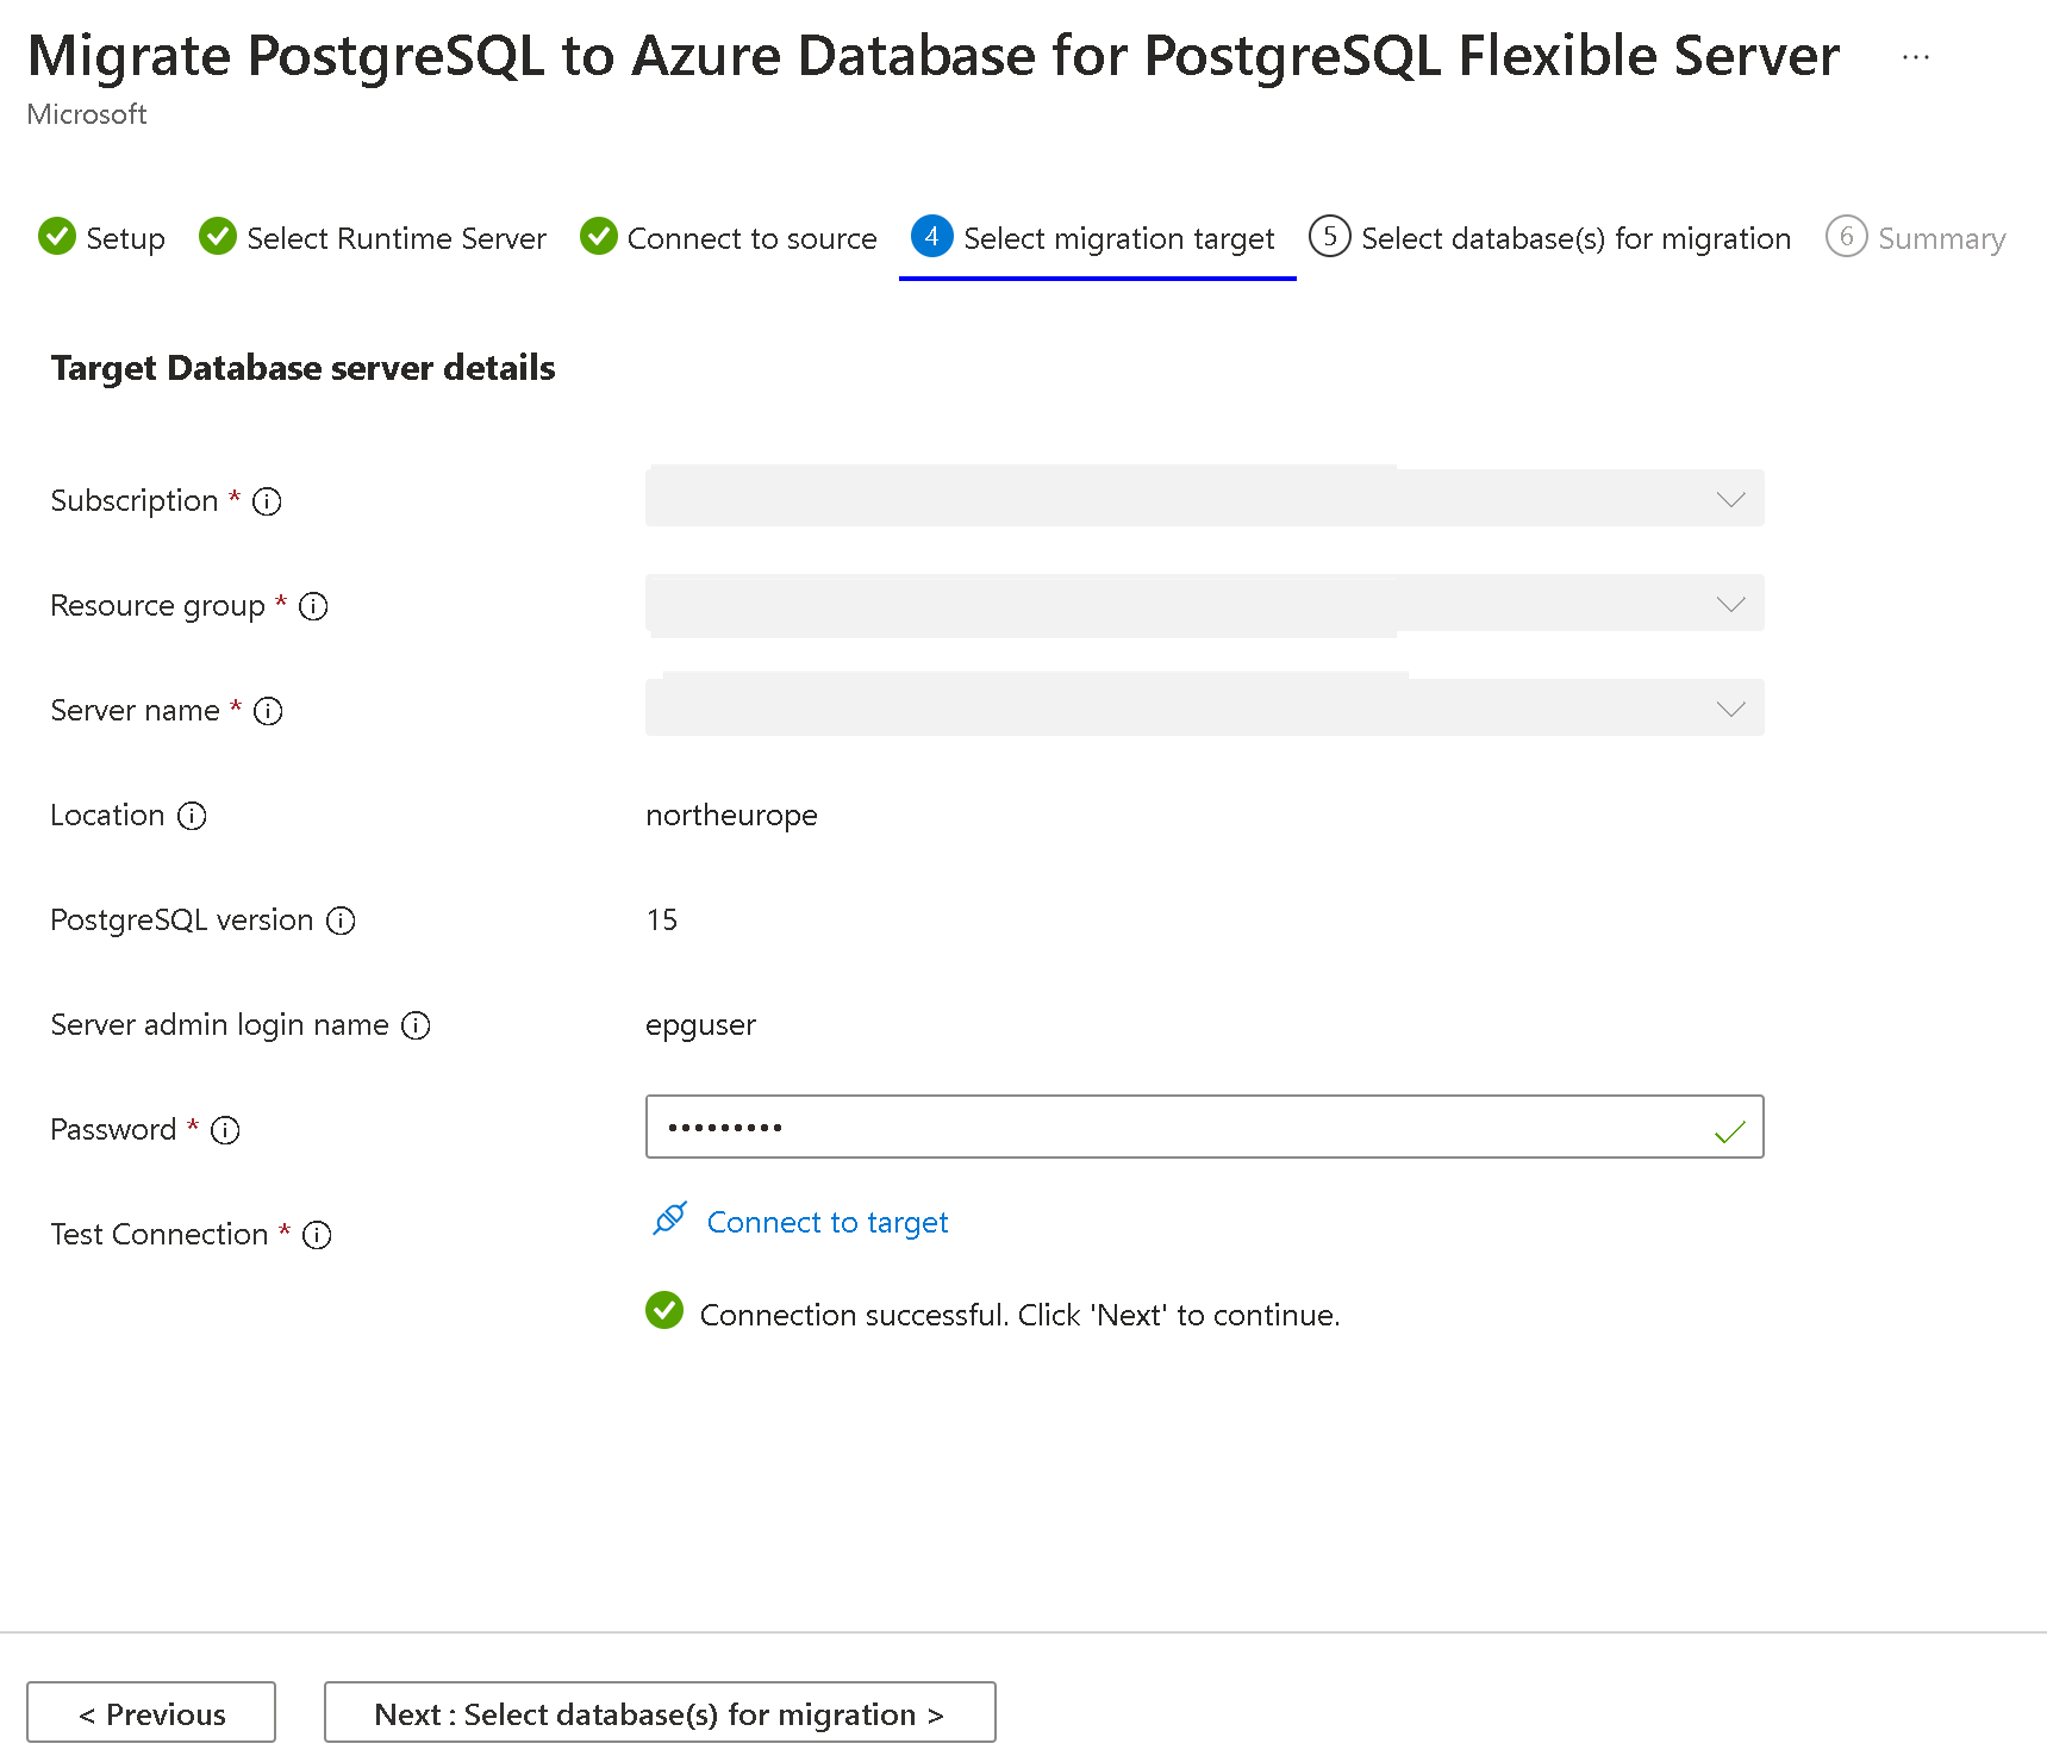 Migrate PostgreSQL to Azure Database for PostgreSQL Flexible Server ...
Microsoft
Setup Select Runtime Server Connect to source 4 Select migration target 5 Select database(s) for migration 6 Summary
Target Database server details
Subscription *
Resource group *
Server name *
Location northeurope
PostgreSQL version 15
Server admin login name epguser
Password * •••••••••
Test Connection * Connect to target
Connection successful. Click 'Next' to continue.
< Previous Next : Select database(s) for migration >